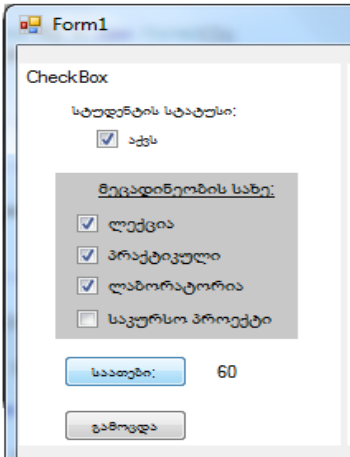 Form1
CheckBox
სტუდენტის სტატუსი:
აქვს
მეცადინეობის სახე:
ლექცია
პრაქტიკული
ლაბორატორია
საკურსო პროექტი
საათები: 60
გამოცდა